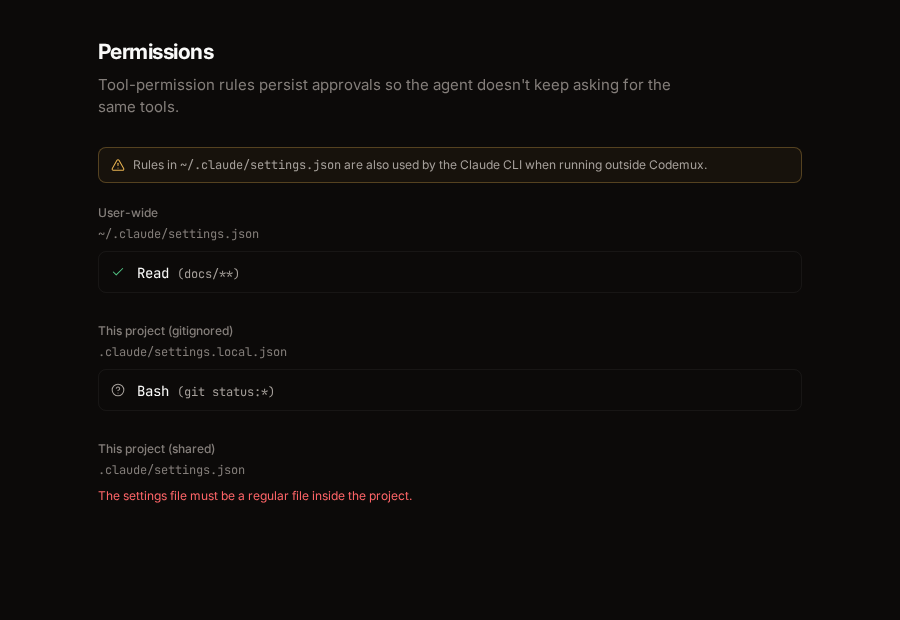 Permissions
Tool-permission rules persist approvals so the agent doesn't keep asking for the
same tools.
Rules in ~/.claude/settings.json are also used by the Claude CLI when running outside Codemux.
User-wide
~/.claude/settings.json
Read (docs/**)
This project (gitignored)
.claude/settings.local.json
Bash (git status:*)
This project (shared)
.claude/settings.json
The settings file must be a regular file inside the project.